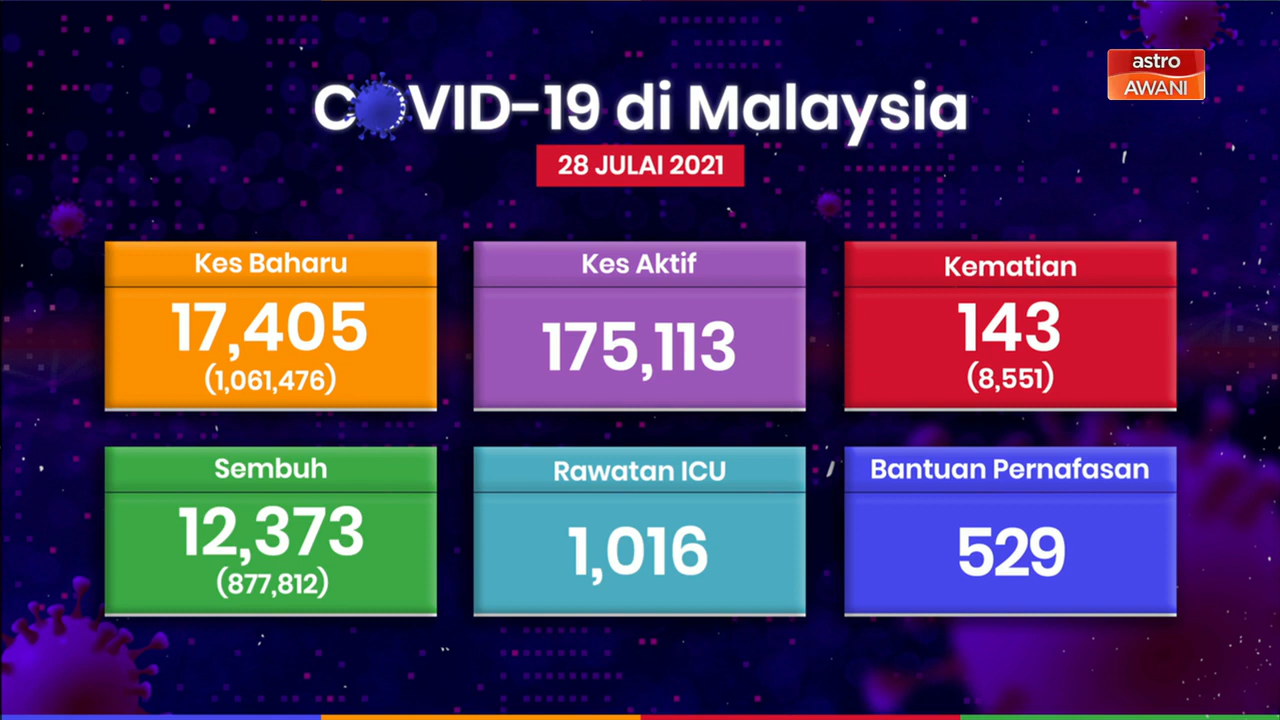 astro
AWANI
COVID-19 di Malaysia
28 JULAI 2021
Kes Baharu
17,405
(1,061,476)
Kes Aktif
175,113
Kematian
143
(8,551)
Sembuh
12,373
(877,812)
Rawatan ICU
1,016
Bantuan Pernafasan
529